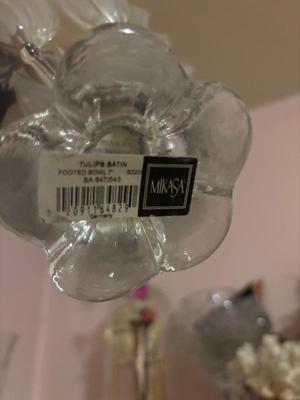 TULIPS SATIN
FOOTED BOWL 7"
SA 847/543
MIKASA
Germany